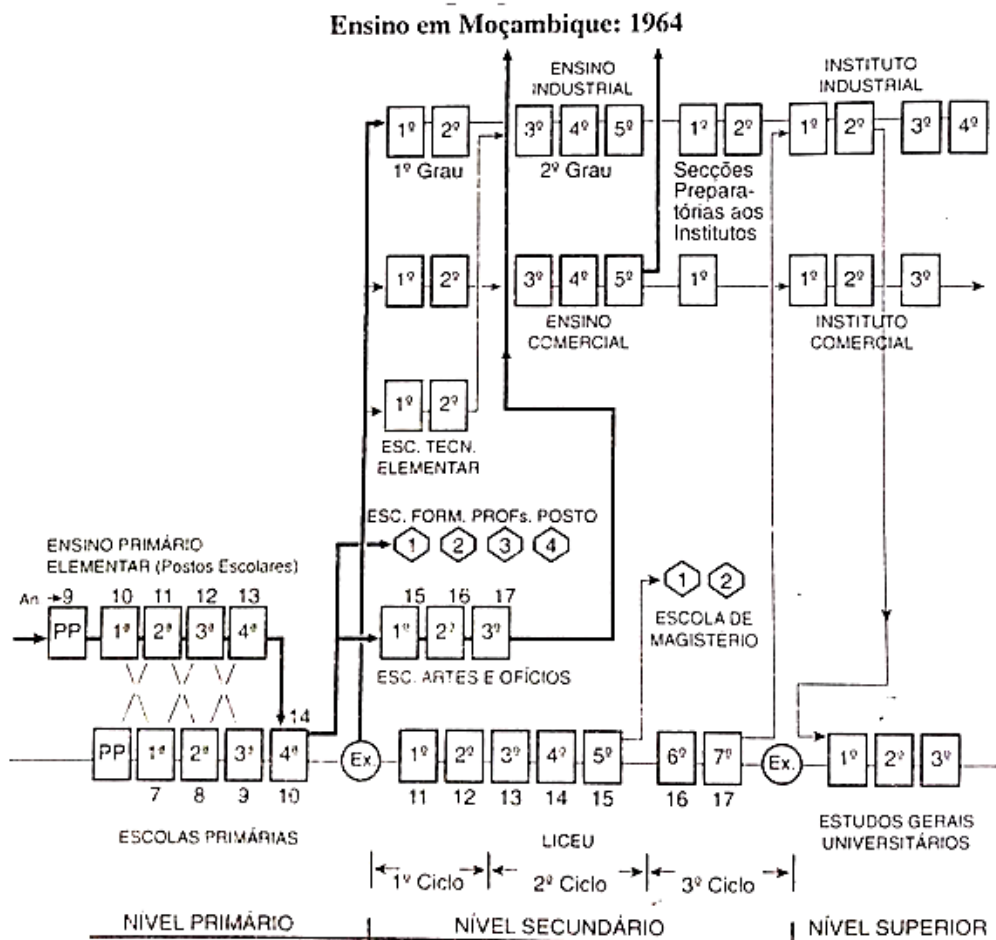 Ensino em Moçambique: 1964
ENSINO
INDUSTRIAL
INSTITUTO
INDUSTRIAL
1º 2º 3º 4º 5º 1º 2º 1º 2º 3º 4º
1º Grau 2º Grau
Secções
Prepara-
tórias aos
Institutos
1º 2º 3º 4º 5º 1º 1º 2º 3º
ENSINO
COMERCIAL
INSTITUTO
COMERCIAL
1º 2º
ESC. TECN.
ELEMENTAR
ESC. FORM. PROFs. POSTO
1 2 3 4
ENSINO PRIMÁRIO
ELEMENTAR (Postos Escolares)
An 9 10 11 12 13
PP 1ª 2ª 3ª 4ª
15 16 17
1º 2º 3º
ESC. ARTES E OFÍCIOS
1 2
ESCOLA DE
MAGISTÉRIO
14
PP 1ª 2ª 3ª 4ª Ex 1º 2º 3º 4º 5º 6º 7º Ex. 1º 2º 3º
7 8 9 10 11 12 13 14 15 16 17
ESCOLAS PRIMÁRIAS
LICEU
ESTUDOS GERAIS
UNIVERSITÁRIOS
1º Ciclo 2º Ciclo 3º Ciclo
NÍVEL PRIMÁRIO NÍVEL SECUNDÁRIO NÍVEL SUPERIOR